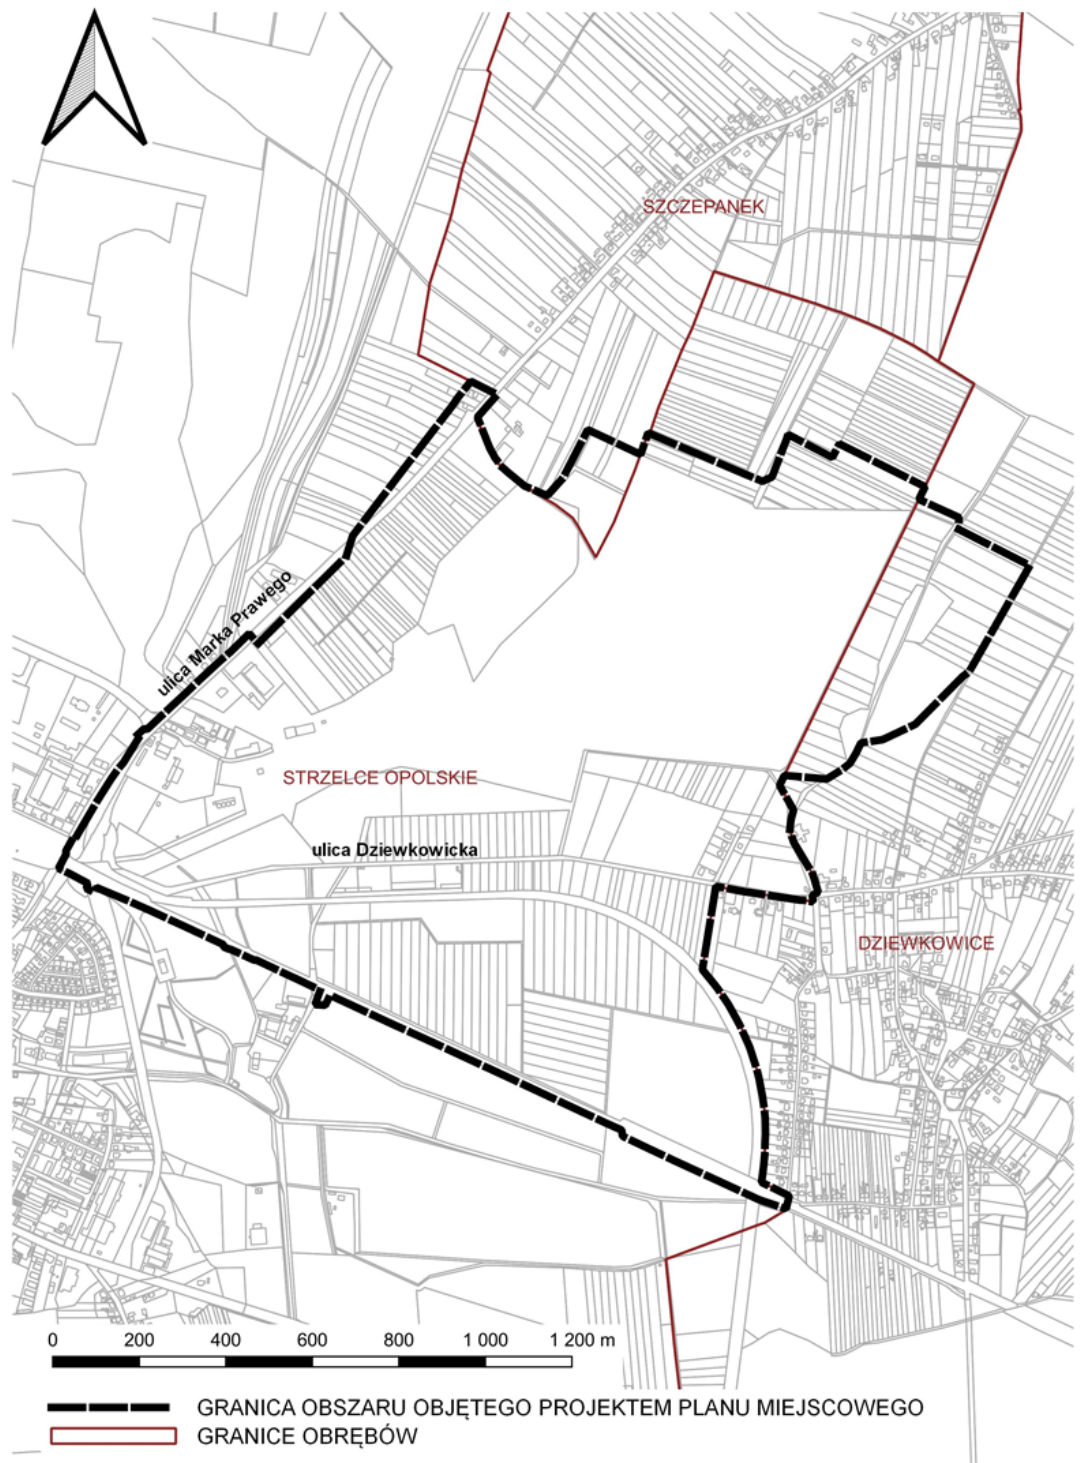 SZCZEPANEK
ulica Marka Prawego
STRZELCE OPOLSKIE
ulica Dziewkowicka
DZIEWKOWICE
0 200 400 600 800 1 000 1 200 m
GRANICA OBSZARU OBJĘTEGO PROJEKTEM PLANU MIEJSCOWEGO
GRANICE OBRĘBÓW